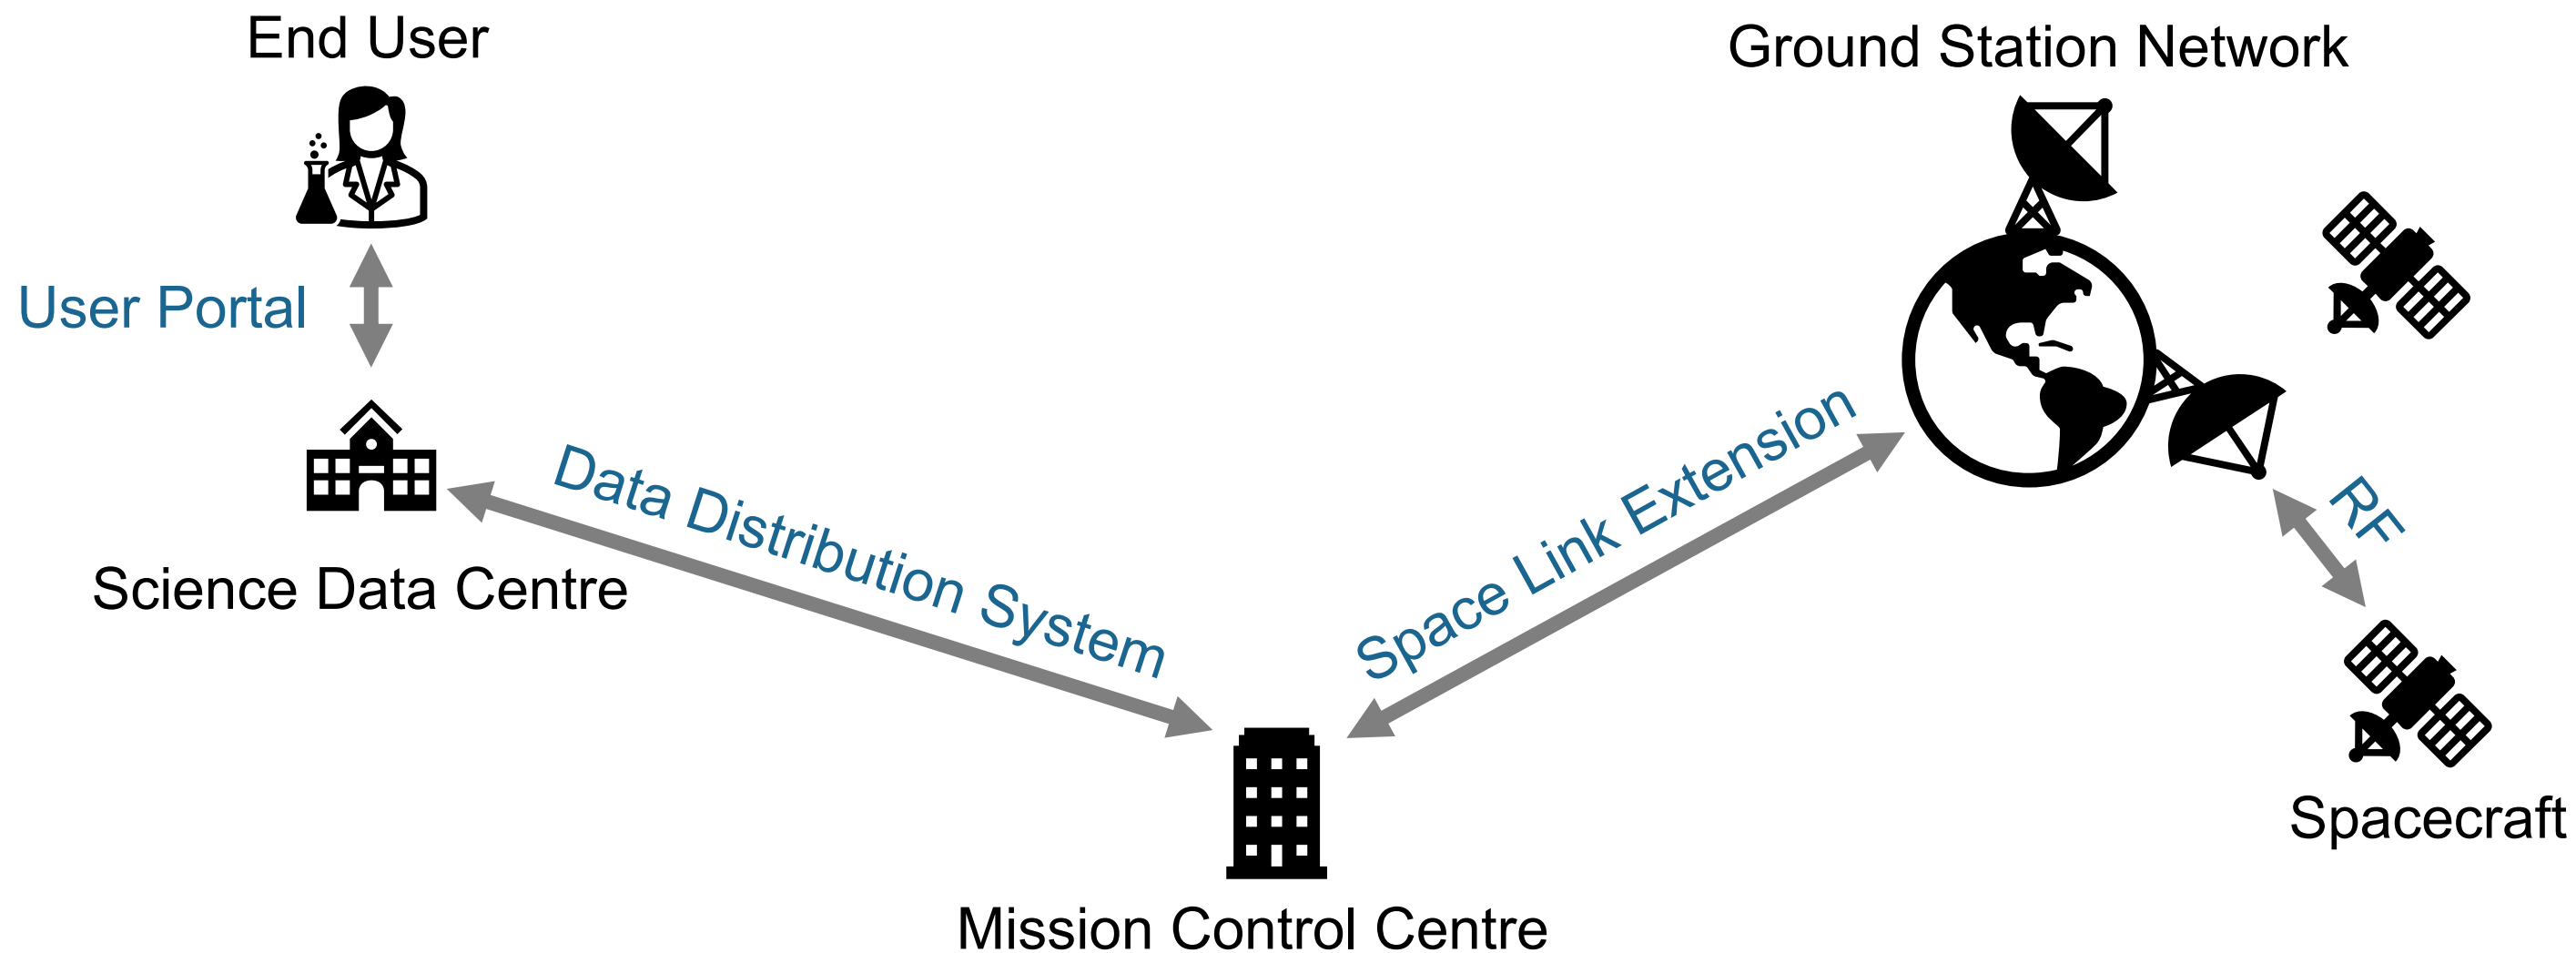 End User
Ground Station Network
User Portal
Data Distribution System
Space Link Extension
RF
Science Data Centre
Spacecraft
Mission Control Centre